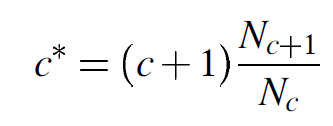 c* = (c + 1) N_{c+1} / N_c